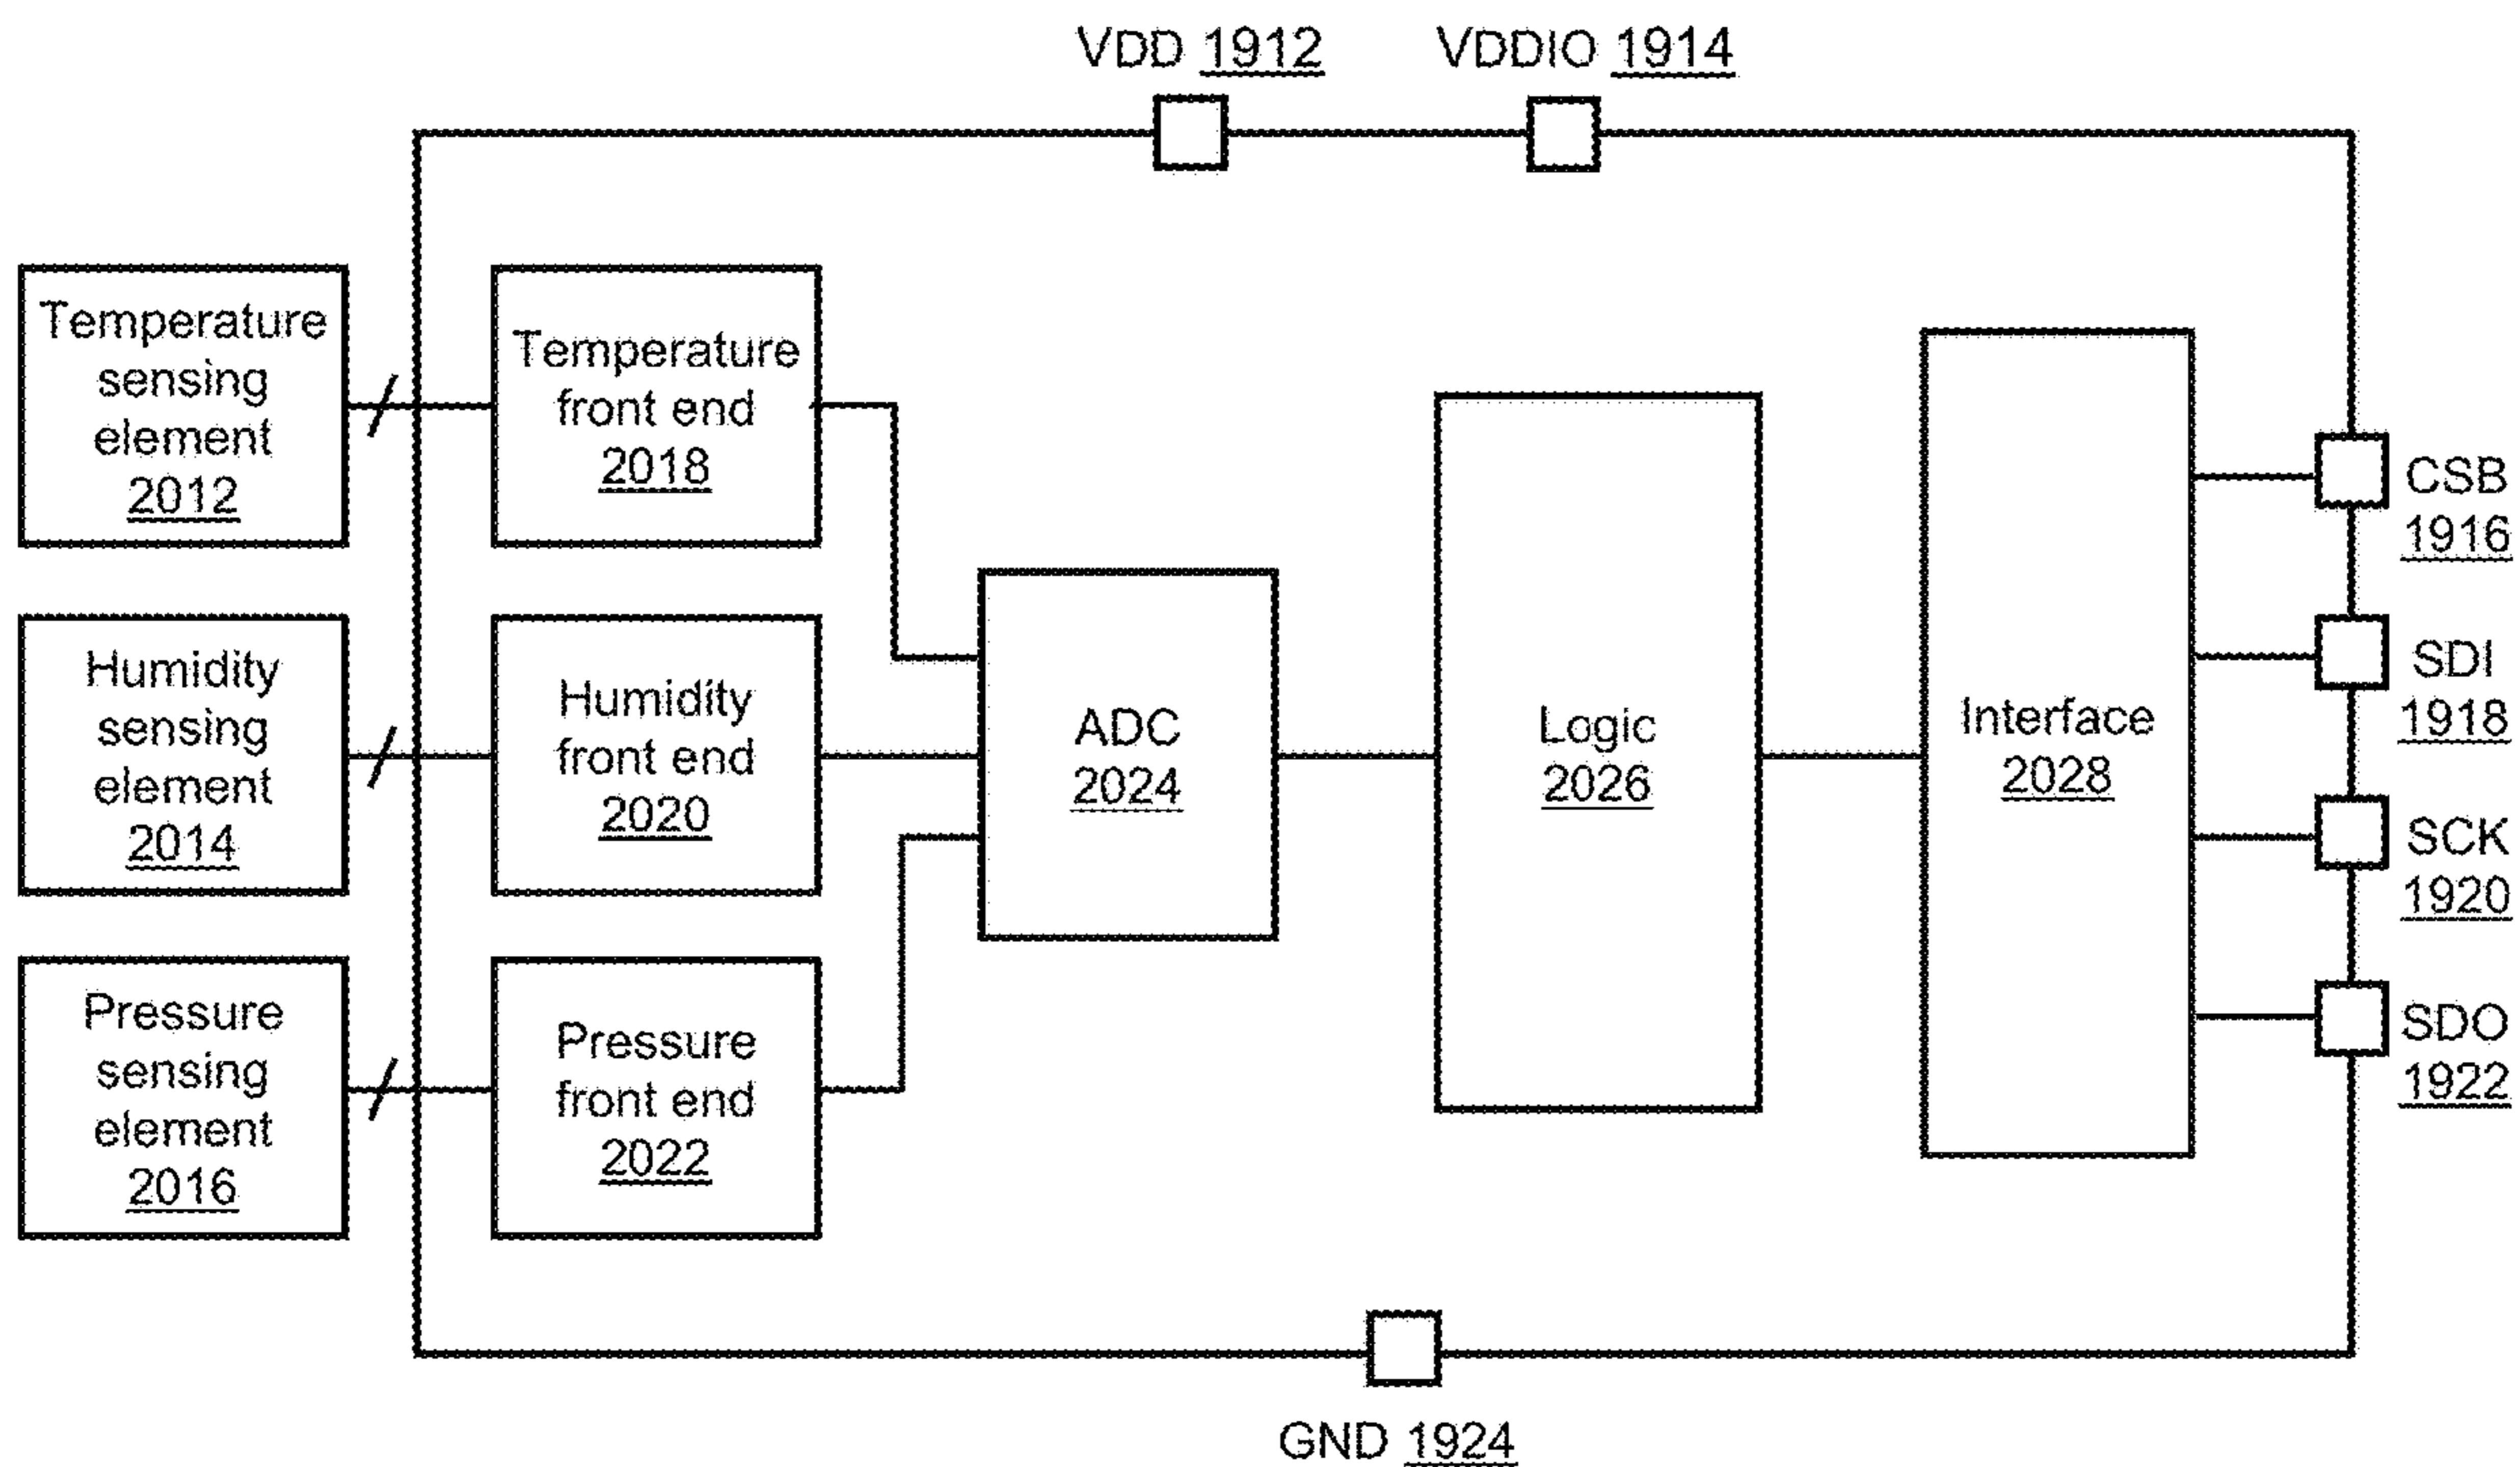 VDD 1912
VDDIO 1914
Temperature
sensing
element
2012
Temperature
front end
2018
Humidity
sensing
element
2014
Humidity
front end
2020
Pressure
sensing
element
2016
Pressure
front end
2022
ADC
2024
Logic
2026
Interface
2028
CSB
1916
SDI
1918
SCK
1920
SDO
1922
GND 1924